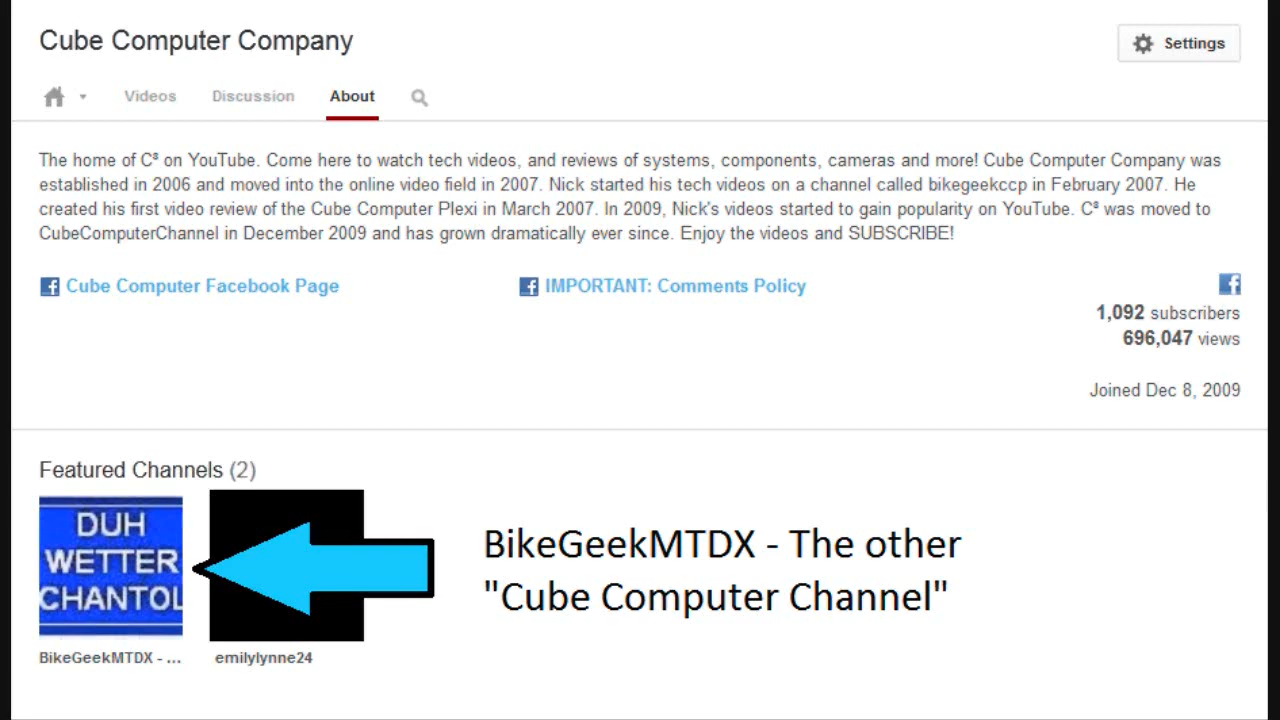 Cube Computer Company
Settings
Videos Discussion About
The home of C³ on YouTube. Come here to watch tech videos, and reviews of systems, components, cameras and more! Cube Computer Company was
established in 2006 and moved into the online video field in 2007. Nick started his tech videos on a channel called bikegeekccp in February 2007. He
created his first video review of the Cube Computer Plexi in March 2007. In 2009, Nick's videos started to gain popularity on YouTube. C³ was moved to
CubeComputerChannel in December 2009 and has grown dramatically ever since. Enjoy the videos and SUBSCRIBE!
Cube Computer Facebook Page
IMPORTANT: Comments Policy
1,092 subscribers
696,047 views
Joined Dec 8, 2009
Featured Channels (2)
DUH
WETTER
CHANTOL
BikeGeekMTDX - ...
emilylynne24
BikeGeekMTDX - The other
"Cube Computer Channel"